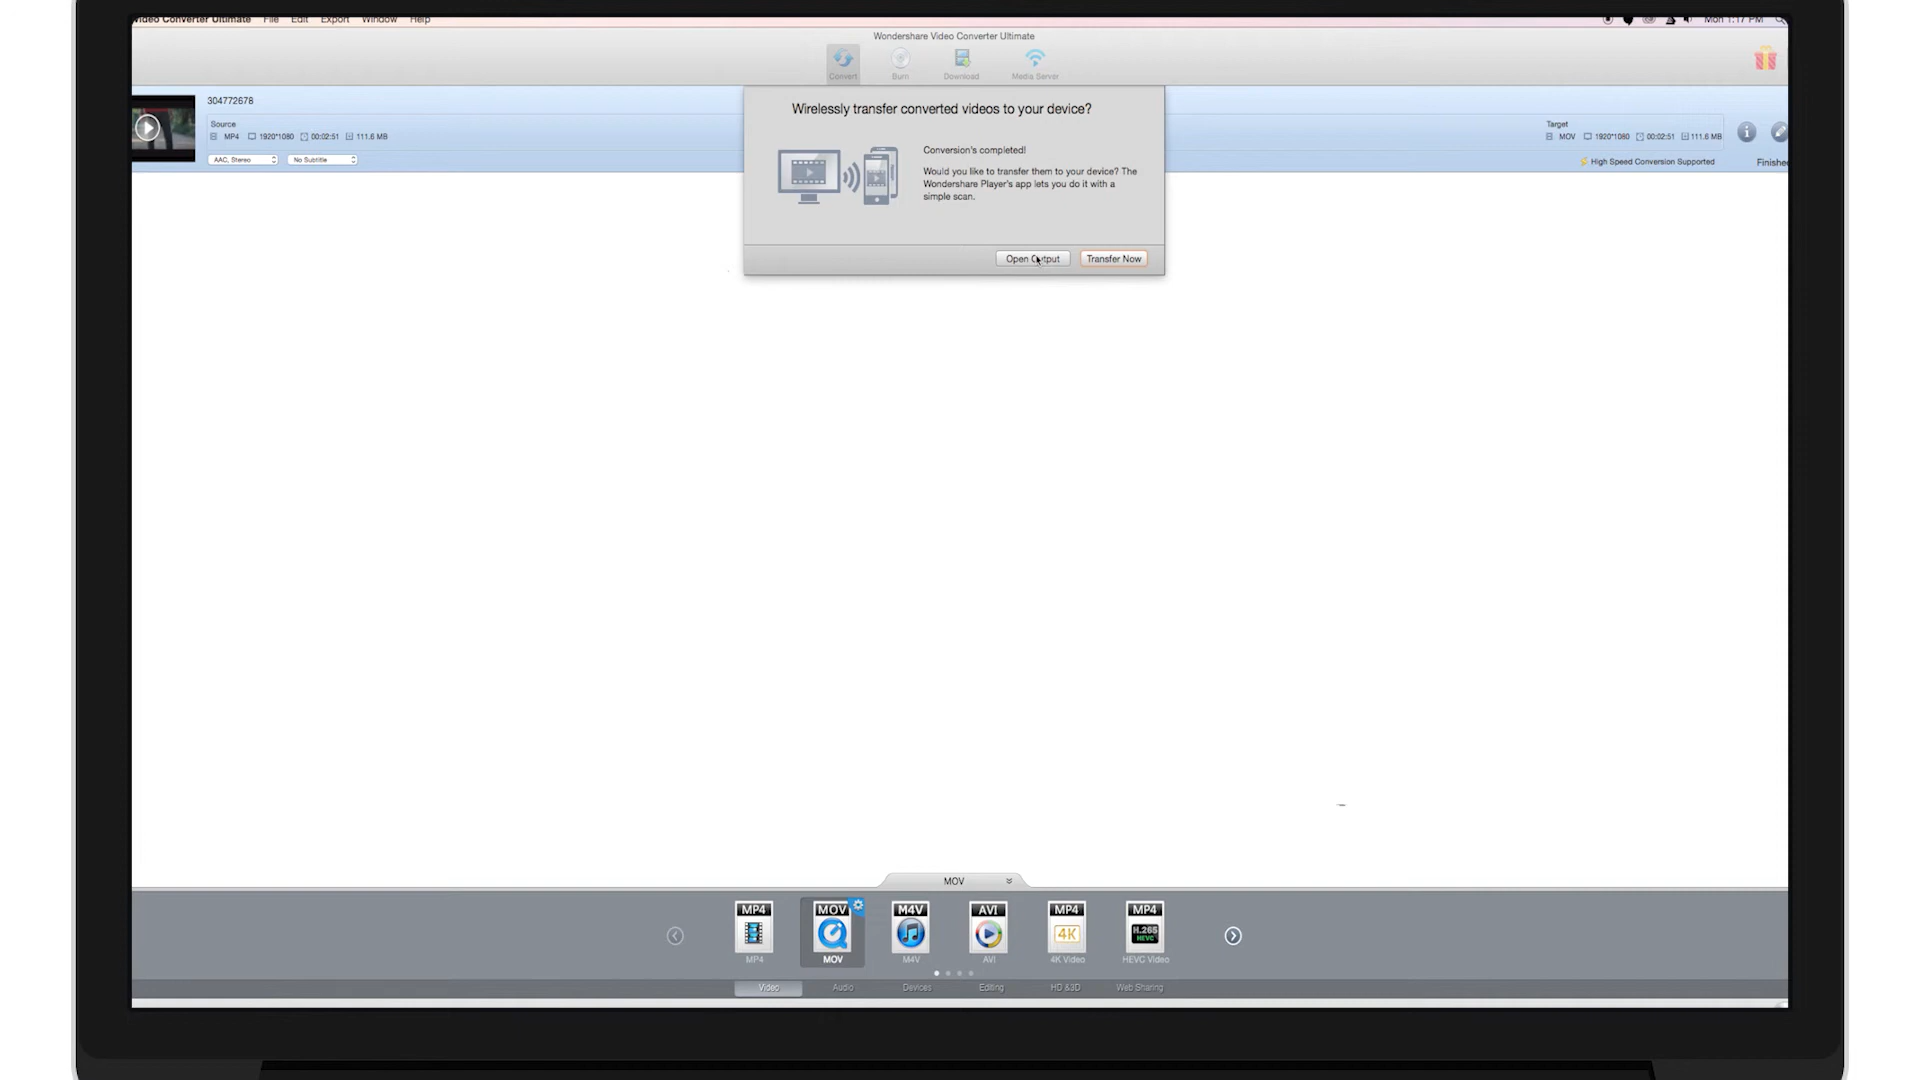 Video Converter Ultimate File Edit Export Window Help Mon 1:17 PM
Wondershare Video Converter Ultimate
Convert Burn Download Media Server
Wirelessly transfer converted videos to your device?
Conversion's completed!
Would you like to transfer them to your device? The
Wondershare Player's app lets you do it with a
simple scan.
Open Output Transfer Now
304772678
Source
MP4 1920*1080 00:02:51 111.6 MB
AAC, Stereo No Subtitle
Target
MOV 1920*1080 00:02:51 111.6 MB
High Speed Conversion Supported Finished
MOV
MP4 MOV M4V AVI MP4 MP4
4K H.265
HEVC
MP4 MOV M4V AVI 4K Video HEVC Video
Video Audio Devices Editing HD &3D Web Sharing